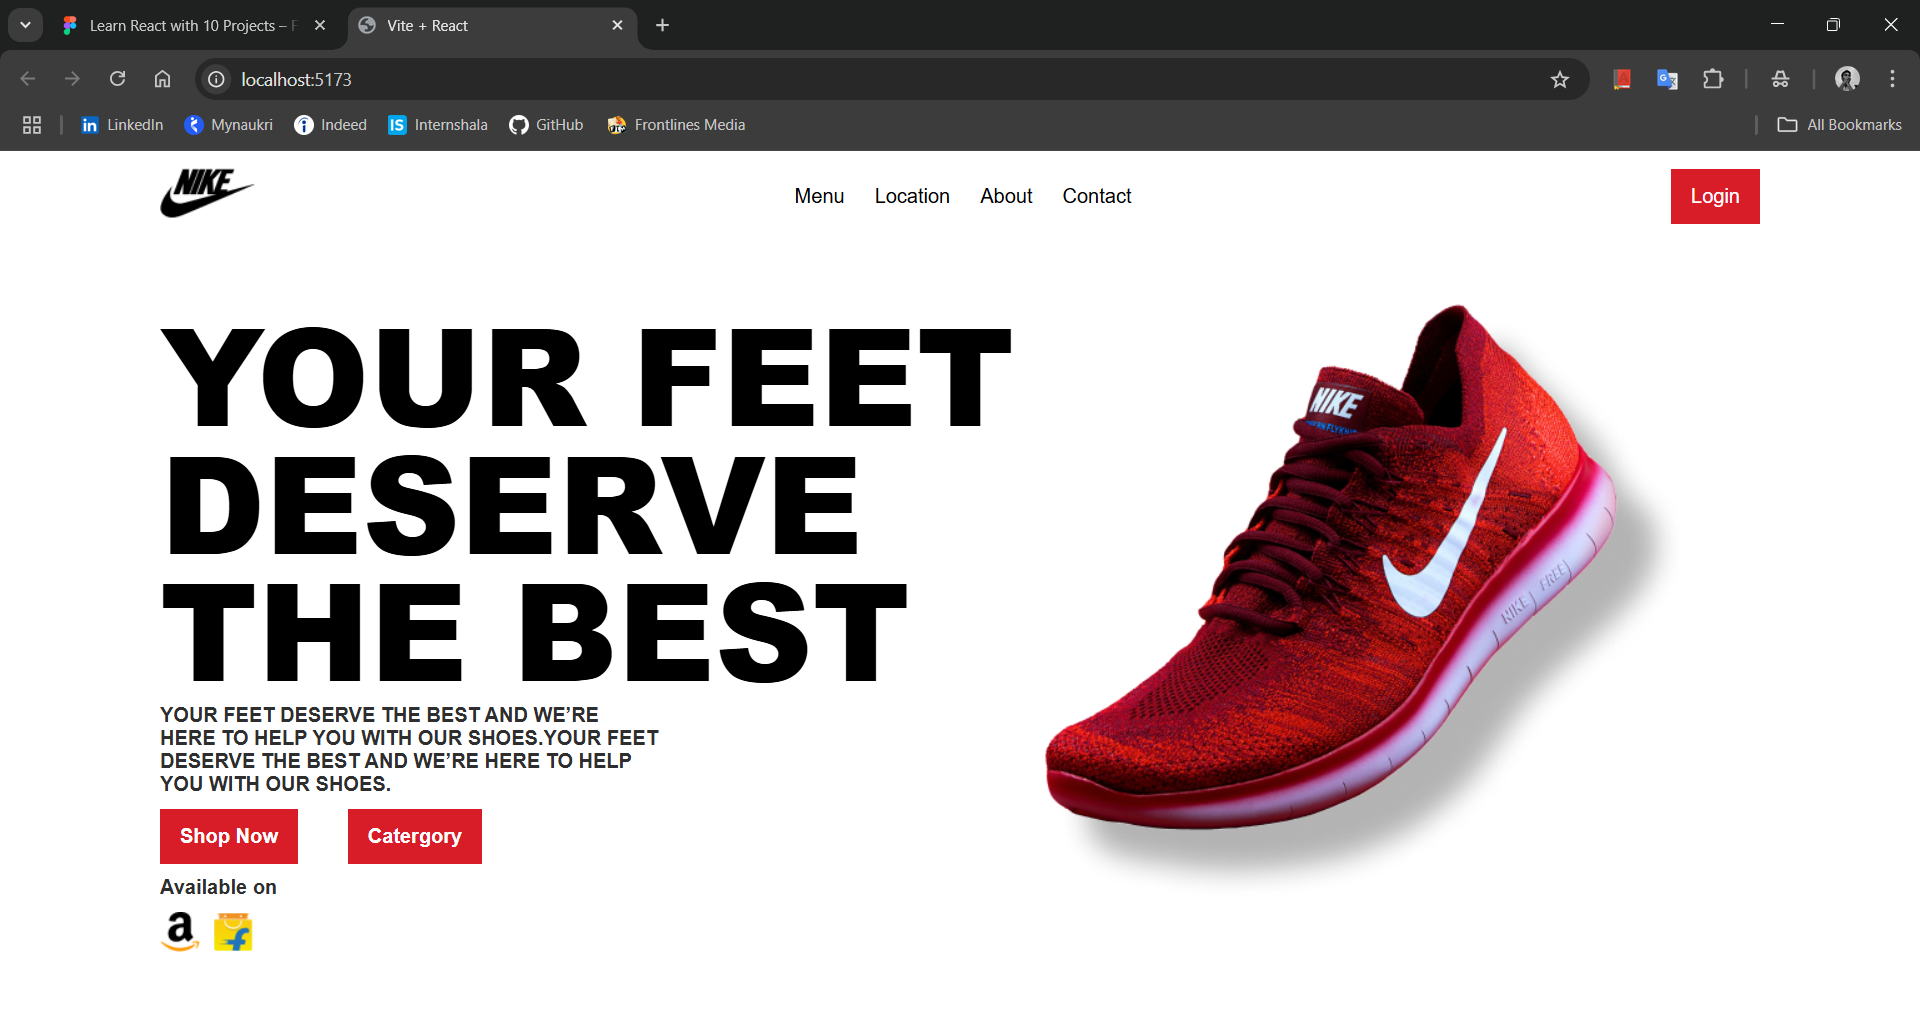 Learn React with 10 Projects –
Vite + React
localhost:5173
LinkedIn
Mynaukri
Indeed
Internshala
GitHub
Frontlines Media
All Bookmarks
NIKE
Menu
Location
About
Contact
Login
YOUR FEET
DESERVE
THE BEST
NIKE
NIKE FREE
YOUR FEET DESERVE THE BEST AND WE’RE
HERE TO HELP YOU WITH OUR SHOES.YOUR FEET
DESERVE THE BEST AND WE’RE HERE TO HELP
YOU WITH OUR SHOES.
Shop Now
Catergory
Available on